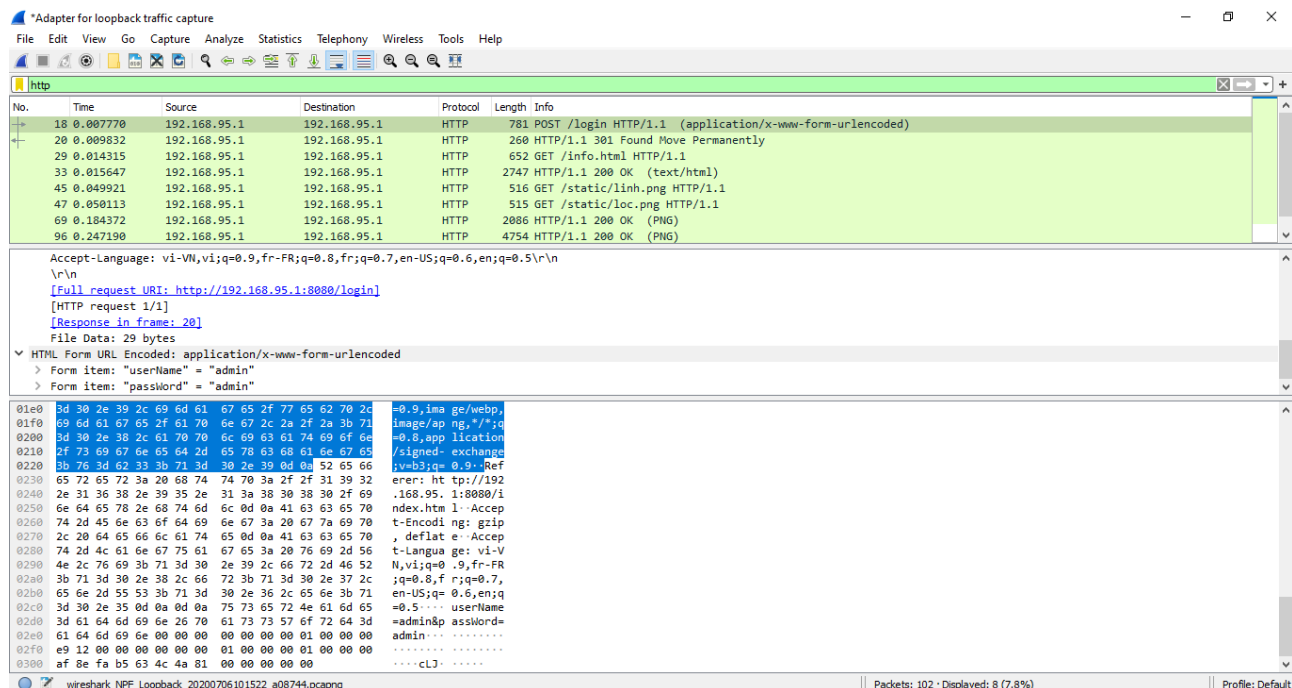 *Adapter for loopback traffic capture
File Edit View Go Capture Analyze Statistics Telephony Wireless Tools Help
http
No. Time Source Destination Protocol Length Info
18 0.007770 192.168.95.1 192.168.95.1 HTTP 781 POST /login HTTP/1.1 (application/x-www-form-urlencoded)
20 0.009832 192.168.95.1 192.168.95.1 HTTP 260 HTTP/1.1 301 Found Move Permanently
29 0.014315 192.168.95.1 192.168.95.1 HTTP 652 GET /info.html HTTP/1.1
33 0.015647 192.168.95.1 192.168.95.1 HTTP 2747 HTTP/1.1 200 OK (text/html)
45 0.049921 192.168.95.1 192.168.95.1 HTTP 516 GET /static/linh.png HTTP/1.1
47 0.050113 192.168.95.1 192.168.95.1 HTTP 515 GET /static/loc.png HTTP/1.1
69 0.184372 192.168.95.1 192.168.95.1 HTTP 2086 HTTP/1.1 200 OK (PNG)
96 0.247190 192.168.95.1 192.168.95.1 HTTP 4754 HTTP/1.1 200 OK (PNG)
Accept-Language: vi-VN,vi;q=0.9,fr-FR;q=0.8,fr;q=0.7,en-US;q=0.6,en;q=0.5\r\n
\r\n
[Full request URI: http://192.168.95.1:8080/login]
[HTTP request 1/1]
[Response in frame: 20]
File Data: 29 bytes
HTML Form URL Encoded: application/x-www-form-urlencoded
Form item: "userName" = "admin"
Form item: "passWord" = "admin"
01e0 3d 30 2e 39 2c 69 6d 61 67 65 2f 77 65 62 70 2c =0.9,ima ge/webp,
01f0 69 6d 61 67 65 2f 61 70 6e 67 2c 2a 2f 2a 3b 71 image/ap ng,*/*;q
0200 3d 30 2e 38 2c 61 70 70 6c 69 63 61 74 69 6f 6e =0.8,app lication
0210 2f 73 69 67 6e 65 64 2d 65 78 63 68 61 6e 67 65 /signed- exchange
0220 3b 76 3d 62 33 3b 71 3d 30 2e 39 0d 0a 52 65 66 ;v=b3;q= 0.9··Ref
0230 65 72 65 72 3a 20 68 74 74 70 3a 2f 2f 31 39 32 erer: ht tp://192
0240 2e 31 36 38 2e 39 35 2e 31 3a 38 30 38 30 2f 69 .168.95. 1:8080/i
0250 6e 64 65 78 2e 68 74 6d 6c 0d 0a 41 63 63 65 70 ndex.htm l··Accep
0260 74 2d 45 6e 63 6f 64 69 6e 67 3a 20 67 7a 69 70 t-Encodi ng: gzip
0270 2c 20 64 65 66 6c 61 74 65 0d 0a 41 63 63 65 70 , deflat e··Accep
0280 74 2d 4c 61 6e 67 75 61 67 65 3a 20 76 69 2d 56 t-Langua ge: vi-V
0290 4e 2c 76 69 3b 71 3d 30 2e 39 2c 66 72 2d 46 52 N,vi;q=0 .9,fr-FR
02a0 3b 71 3d 30 2e 38 2c 66 72 3b 71 3d 30 2e 37 2c ;q=0.8,f r;q=0.7,
02b0 65 6e 2d 55 53 3b 71 3d 30 2e 36 2c 65 6e 3b 71 en-US;q= 0.6,en;q
02c0 3d 30 2e 35 0d 0a 0d 0a 75 73 65 72 4e 61 6d 65 =0.5···· userName
02d0 3d 61 64 6d 69 6e 26 70 61 73 73 57 6f 72 64 3d =admin&p assWord=
02e0 61 64 6d 69 6e 00 00 00 00 00 00 00 01 00 00 00 admin··· ········
02f0 e9 12 00 00 00 00 00 00 01 00 00 00 01 00 00 00 ········ ········
0300 af 8e fa b5 63 4c 4a 81 00 00 00 00 00 ····cLJ· ·····
wireshark_NPF_Loopback_20200706101522_a08744.pcapng Packets: 102 · Displayed: 8 (7.8%) Profile: Default